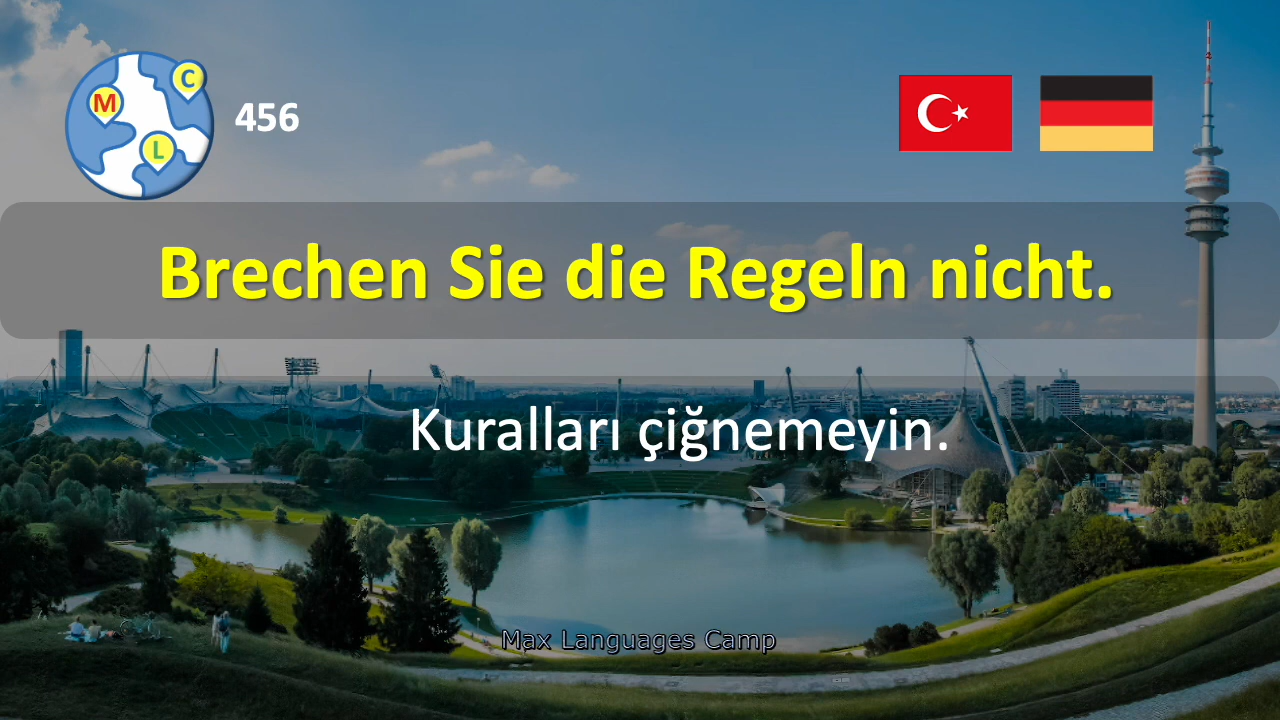 C
M
L
456
Brechen Sie die Regeln nicht.
Kuralları çiğnemeyin.
Max Languages Camp